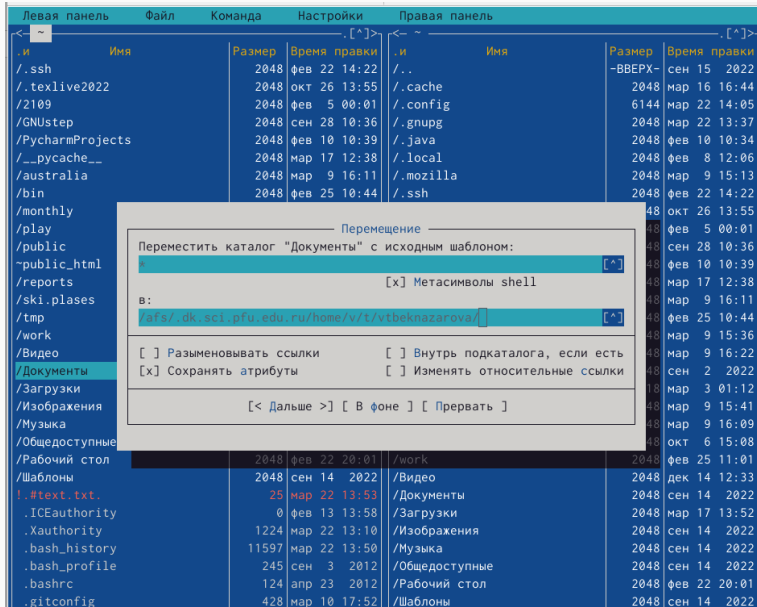 Левая панель Файл Команда Настройки Правая панель
<– ~ .[^]> <– ~ .[^]>
.и Имя Размер Время правки .и Имя Размер Время правки
/.ssh 2048 фев 22 14:22 /.. -ВВЕРХ- сен 15 2022
/.texlive2022 2048 окт 26 13:55 /.cache 2048 мар 16 16:44
/2109 2048 фев 5 00:01 /.config 6144 мар 22 14:05
/GNUstep 2048 сен 28 10:36 /.gnupg 2048 мар 22 13:37
/PycharmProjects 2048 фев 10 10:39 /.java 2048 фев 10 10:34
/__pycache__ 2048 мар 17 12:38 /.local 2048 фев 8 12:06
/australia 2048 мар 9 16:11 /.mozilla 2048 мар 9 15:13
/bin 2048 фев 25 10:44 /.ssh 2048 фев 22 14:22
/monthly 48 окт 26 13:55
/play 48 фев 5 00:01
/public 48 сен 28 10:36
~public_html 48 фев 10 10:39
/reports 48 мар 17 12:38
/ski.plases 48 мар 9 16:11
/tmp 48 фев 25 10:44
/work 48 мар 9 15:36
/Видео 48 мар 9 16:22
/Документы 48 сен 2 2022
/Загрузки 18 мар 3 01:12
/Изображения 48 мар 9 15:41
/Музыка 48 мар 9 16:09
/Общедоступные 48 окт 6 15:08
Перемещение
Переместить каталог "Документы" с исходным шаблоном:
* [^]
[x] Метасимволы shell
в:
/afs/.dk.sci.pfu.edu.ru/home/v/t/vtbeknazarova/ [^]
[ ] Разыменовывать ссылки [ ] Внутрь подкаталога, если есть
[x] Сохранять атрибуты [ ] Изменять относительные ссылки
[< Дальше >] [ В фоне ] [ Прервать ]
/Рабочий стол 2048 фев 22 20:01 /work 2048 фев 25 11:01
/Шаблоны 2048 сен 14 2022 /Видео 2048 дек 14 12:33
!.#text.txt. 25 мар 22 13:53 /Документы 2048 сен 14 2022
.ICEauthority 0 фев 13 13:58 /Загрузки 2048 мар 17 13:52
.Xauthority 1224 мар 22 13:10 /Изображения 2048 сен 14 2022
.bash_history 11597 мар 22 13:50 /Музыка 2048 сен 14 2022
.bash_profile 245 сен 3 2012 /Общедоступные 2048 сен 14 2022
.bashrc 124 апр 23 2012 /Рабочий стол 2048 фев 22 20:01
.gitconfig 428 мар 10 17:52 /Шаблоны 2048 сен 14 2022